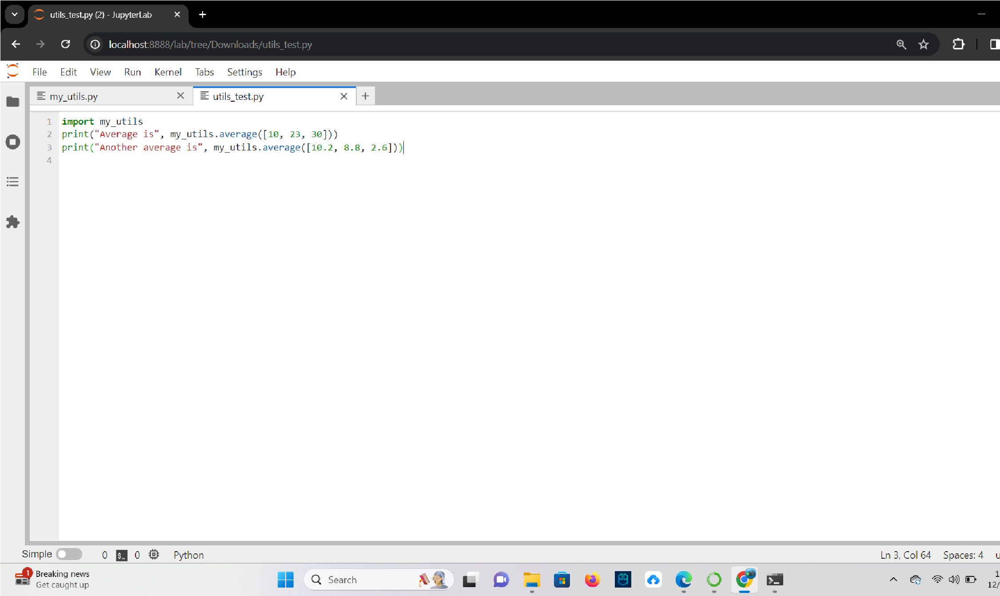 utils_test.py (2) - JupyterLab
localhost:8888/lab/tree/Downloads/utils_test.py
File Edit View Run Kernel Tabs Settings Help
my_utils.py utils_test.py
1 import my_utils
2 print("Average is", my_utils.average([10, 23, 30]))
3 print("Another average is", my_utils.average([10.2, 8.8, 2.6]))
4
Simple 0 $_ 0 Python Ln 3, Col 64 Spaces: 4
1 Breaking news
Get caught up
Search
12/